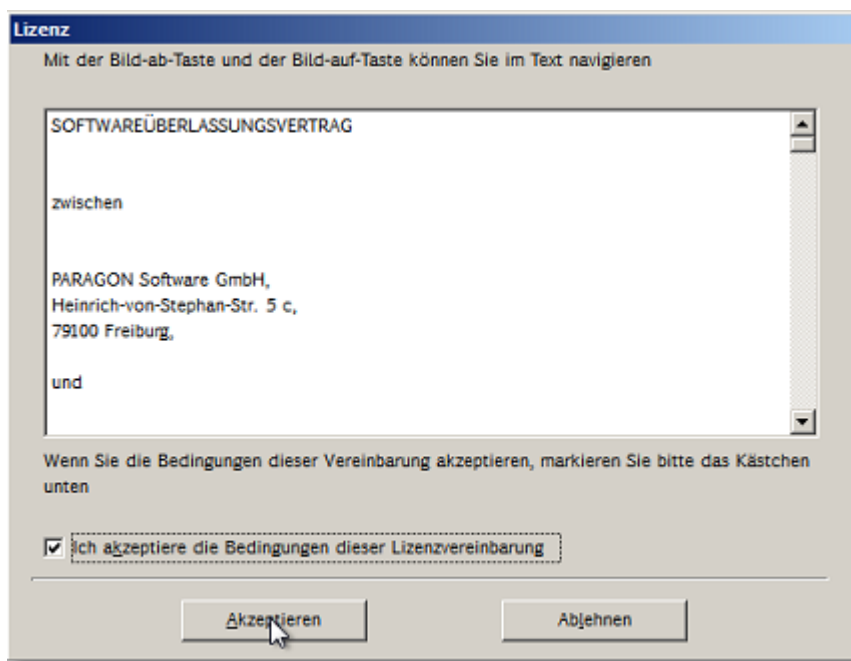 Lizenz
Mit der Bild-ab-Taste und der Bild-auf-Taste können Sie im Text navigieren
SOFTWAREÜBERLASSUNGSVERTRAG
zwischen
PARAGON Software GmbH,
Heinrich-von-Stephan-Str. 5 c,
79100 Freiburg,
und
Wenn Sie die Bedingungen dieser Vereinbarung akzeptieren, markieren Sie bitte das Kästchen
unten
Ich akzeptiere die Bedingungen dieser Lizenzvereinbarung
Akzeptieren Ablehnen